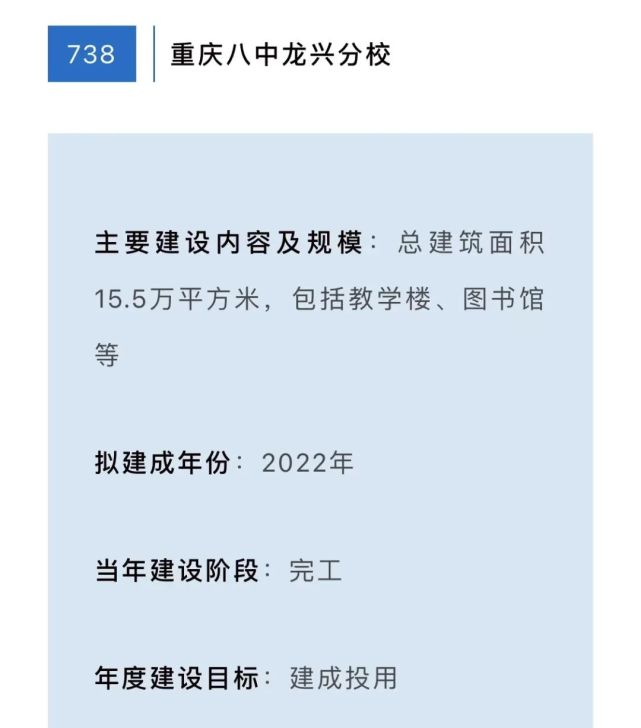 738 重庆八中龙兴分校
主要建设内容及规模：总建筑面积
15.5万平方米，包括教学楼、图书馆
等
拟建成年份：2022年
当年建设阶段：完工
年度建设目标：建成投用